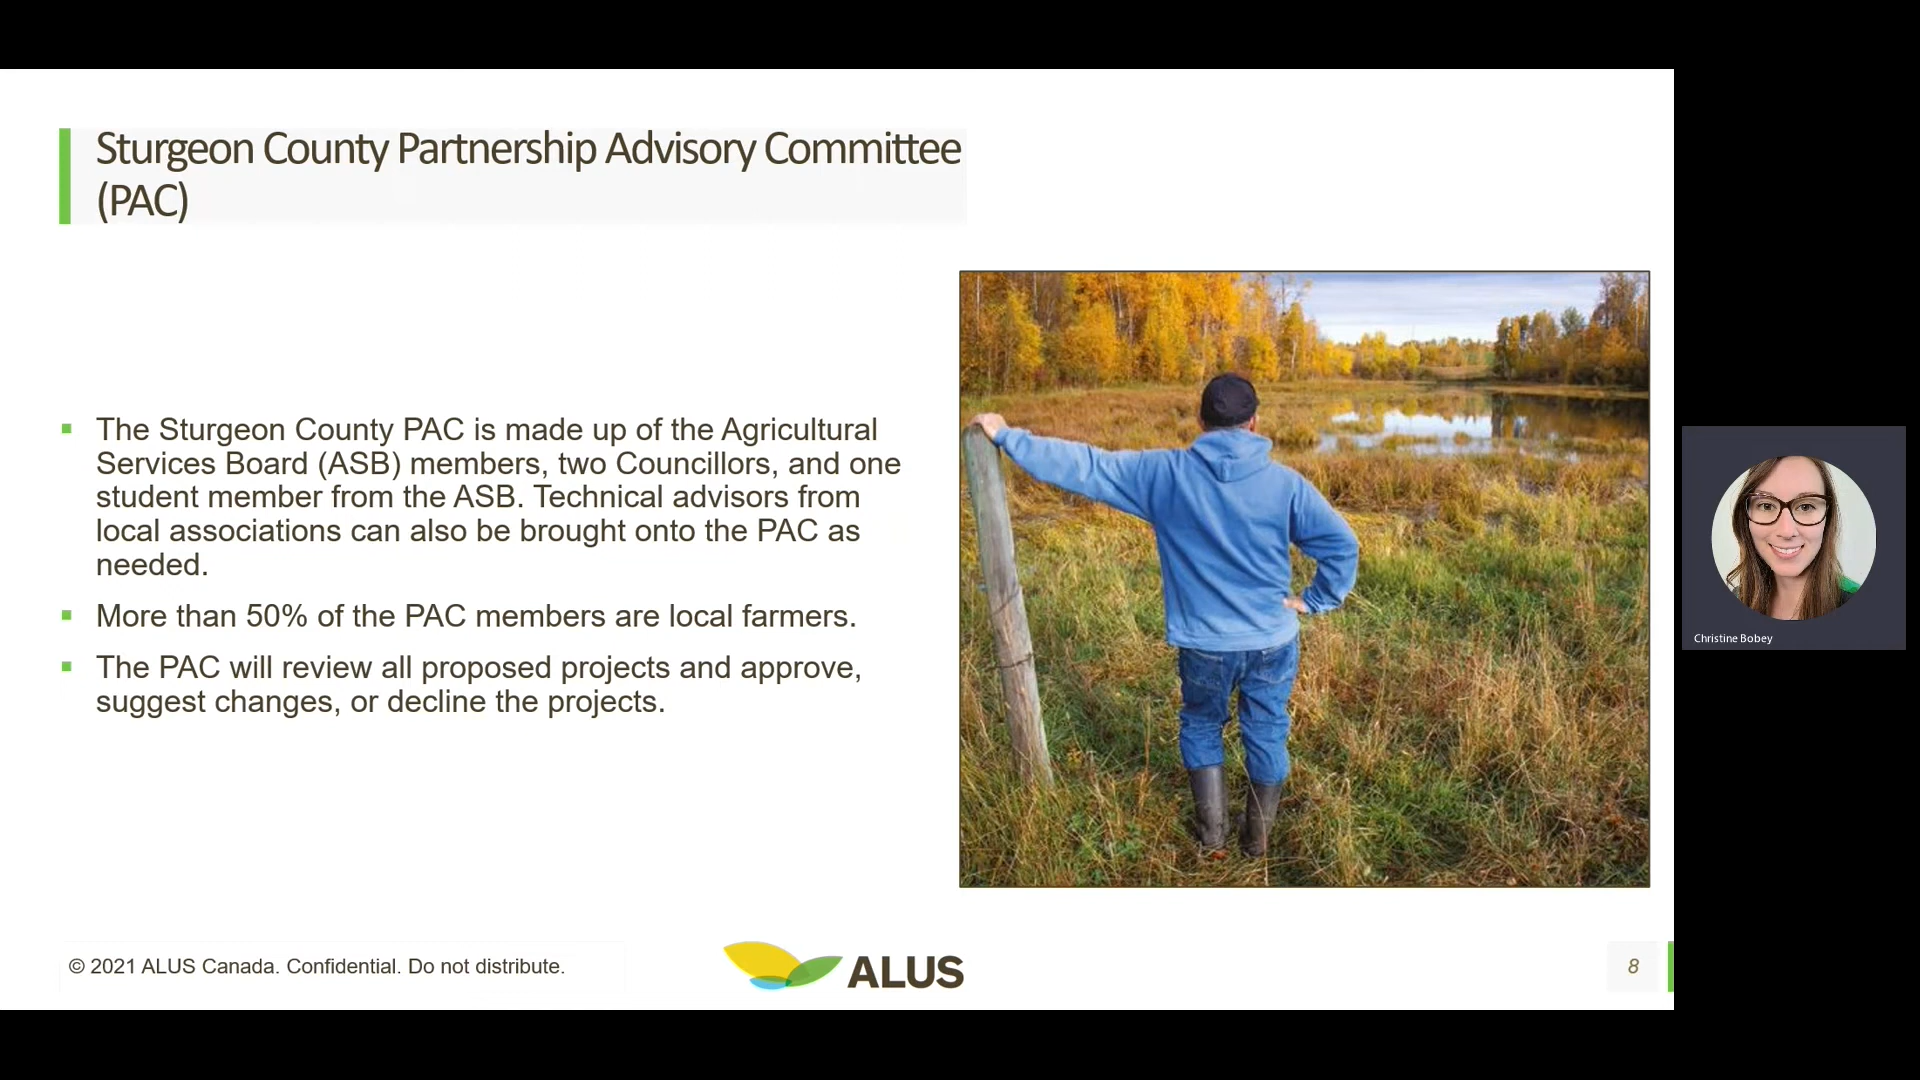 Sturgeon County Partnership Advisory Committee
(PAC)
▪ The Sturgeon County PAC is made up of the Agricultural
Services Board (ASB) members, two Councillors, and one
student member from the ASB. Technical advisors from
local associations can also be brought onto the PAC as
needed.
▪ More than 50% of the PAC members are local farmers.
▪ The PAC will review all proposed projects and approve,
suggest changes, or decline the projects.
Christine Bobey
© 2021 ALUS Canada. Confidential. Do not distribute.
ALUS
8